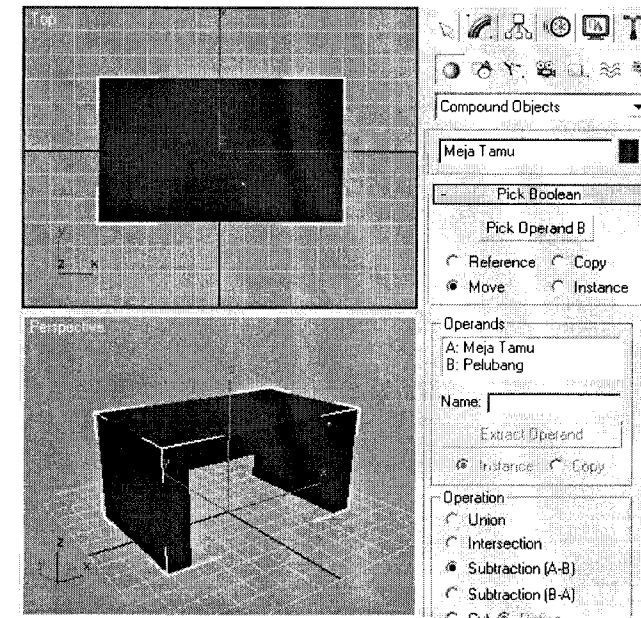 Top
Y
Z X
Perspective
Z
X
Compound Objects
Meja Tamu
- Pick Boolean
Pick Operand B
Reference Copy
Move Instance
Operands
A: Meja Tamu
B: Pelubang
Name:
Extract Operand
Instance Copy
Operation
Union
Intersection
Subtraction (A-B)
Subtraction (B-A)